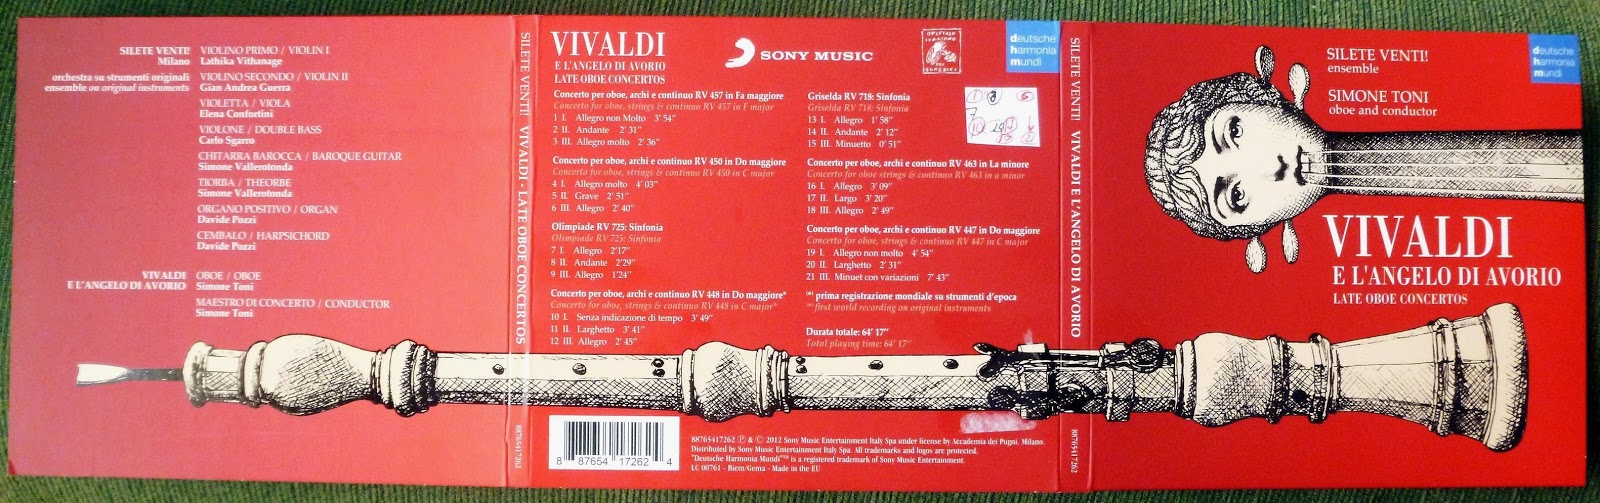 SILETE VENTI!
Milano
orchestra su strumenti originali
ensemble on original instruments
VIOLINO PRIMO / VIOLIN I
Lathika Vithanage
VIOLINO SECONDO / VIOLIN II
Gian Andrea Guerra
VIOLETTA / VIOLA
Elena Confortini
VIOLONE / DOUBLE BASS
Carlo Sgarro
CHITARRA BAROCCA / BAROQUE GUITAR
Simone Vallerotonda
TIORBA / THEORBE
Simone Vallerotonda
ORGANO POSITIVO / ORGAN
Davide Pozzi
CEMBALO / HARPSICHORD
Davide Pozzi
VIVALDI
E L'ANGELO DI AVORIO
OBOE / OBOE
Simone Toni
MAESTRO DI CONCERTO / CONDUCTOR
Simone Toni
SILETE VENTI! VIVALDI - LATE OBOE CONCERTOS
88765417262
VIVALDI
E L'ANGELO DI AVORIO
LATE OBOE CONCERTOS
SONY MUSIC
deutsche
harmonia
mundi
Concerto per oboe, archi e continuo RV 457 in Fa maggiore
Concerto for oboe, strings & continuo RV 457 in F major
1 I. Allegro non Molto 3' 54"
2 II. Andante 2' 31"
3 III. Allegro molto 2' 36"
Concerto per oboe, archi e continuo RV 450 in Do maggiore
Concerto for oboe, strings & continuo RV 450 in C major
4 I. Allegro molto 4' 03"
5 II. Grave 2' 51"
6 III. Allegro 2' 40"
Olimpiade RV 725: Sinfonia
Olimpiade RV 725: Sinfonia
7 I. Allegro 2'17"
8 II. Andante 2'29"
9 III. Allegro 1'24"
Concerto per oboe, archi e continuo RV 448 in Do maggiore*
Concerto for oboe, strings & continuo RV 448 in C major*
10 I. Senza indicazione di tempo 3' 49"
11 II. Larghetto 3' 41"
12 III. Allegro 2' 45"
Griselda RV 718: Sinfonia
Griselda RV 718: Sinfonia
13 I. Allegro 1' 58"
14 II. Andante 2' 12"
15 III. Minuetto 0' 51"
Concerto per oboe, archi e continuo RV 463 in La minore
Concerto for oboe, strings & continuo RV 463 in a minor
16 I. Allegro 3' 09"
17 II. Largo 3' 20"
18 III. Allegro 2' 49"
Concerto per oboe, archi e continuo RV 447 in Do maggiore
Concerto for oboe, strings & continuo RV 447 in C major
19 I. Allegro non molto 4' 54"
20 II. Larghetto 2' 31"
21 III. Minuet con variazioni 7' 43"
(*) prima registrazione mondiale su strumenti d'epoca
(*) first world recording on original instruments
Durata totale: 64' 17"
Total playing time: 64' 17"
8 87654 17262 4
88765417262 ℗ & © 2012 Sony Music Entertainment Italy Spa under license by Accademia dei Pugni, Milano.
Distributed by Sony Music Entertainment Italy Spa. All trademarks and logos are protected.
"Deutsche Harmonia Mundi"® is a registered trademark of Sony Music Entertainment.
LC 00761 - Biem/Gema - Made in the EU
SILETE VENTI! VIVALDI E L'ANGELO DI AVORIO
88765417262
SILETE VENTI!
ensemble
SIMONE TONI
oboe and conductor
deutsche
harmonia
mundi
VIVALDI
E L'ANGELO DI AVORIO
LATE OBOE CONCERTOS